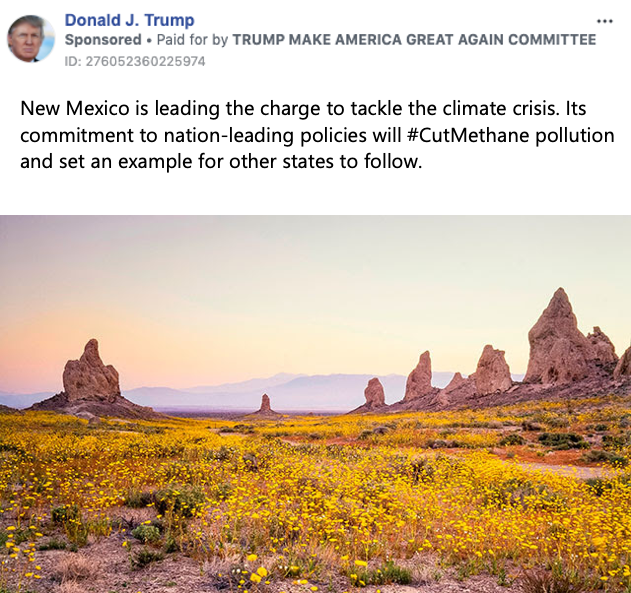 Donald J. Trump
Sponsored • Paid for by TRUMP MAKE AMERICA GREAT AGAIN COMMITTEE
ID: 276052360225974
New Mexico is leading the charge to tackle the climate crisis. Its
commitment to nation-leading policies will #CutMethane pollution
and set an example for other states to follow.